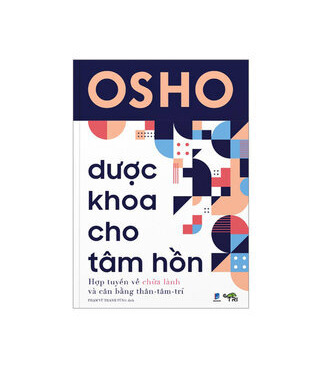 OSHO
dược
khoa
cho
tâm hồn
Hợp tuyển về chữa lành
và cân bằng thân-tâm-trí